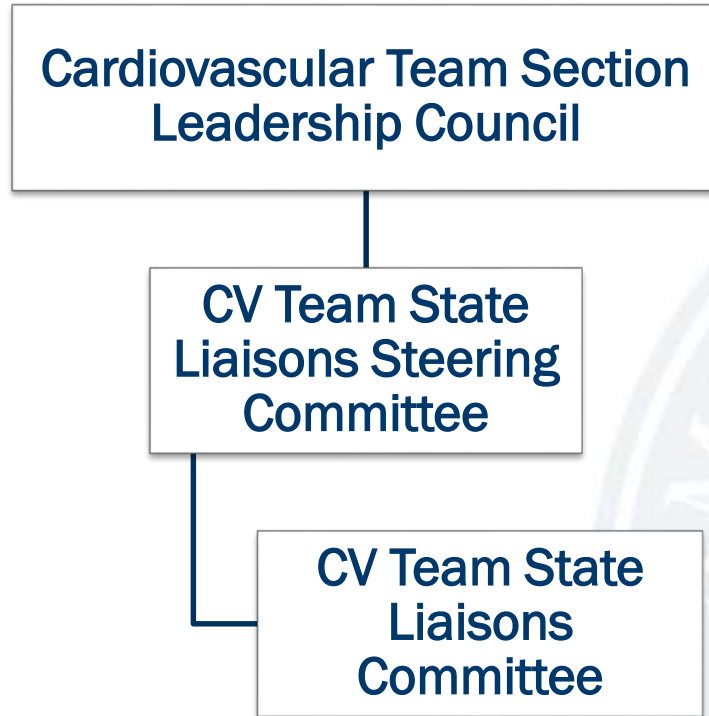 Cardiovascular Team Section
Leadership Council
CV Team State
Liaisons Steering
Committee
CV Team State
Liaisons
Committee